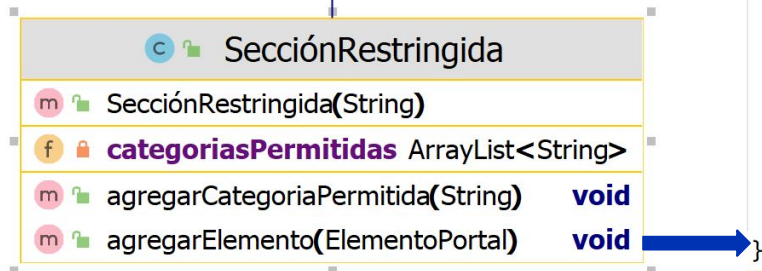 C SecciónRestringida
m SecciónRestringida(String)
f categoriasPermitidas ArrayList<String>
m agregarCategoriaPermitida(String) void
m agregarElemento(ElementoPortal) void
}